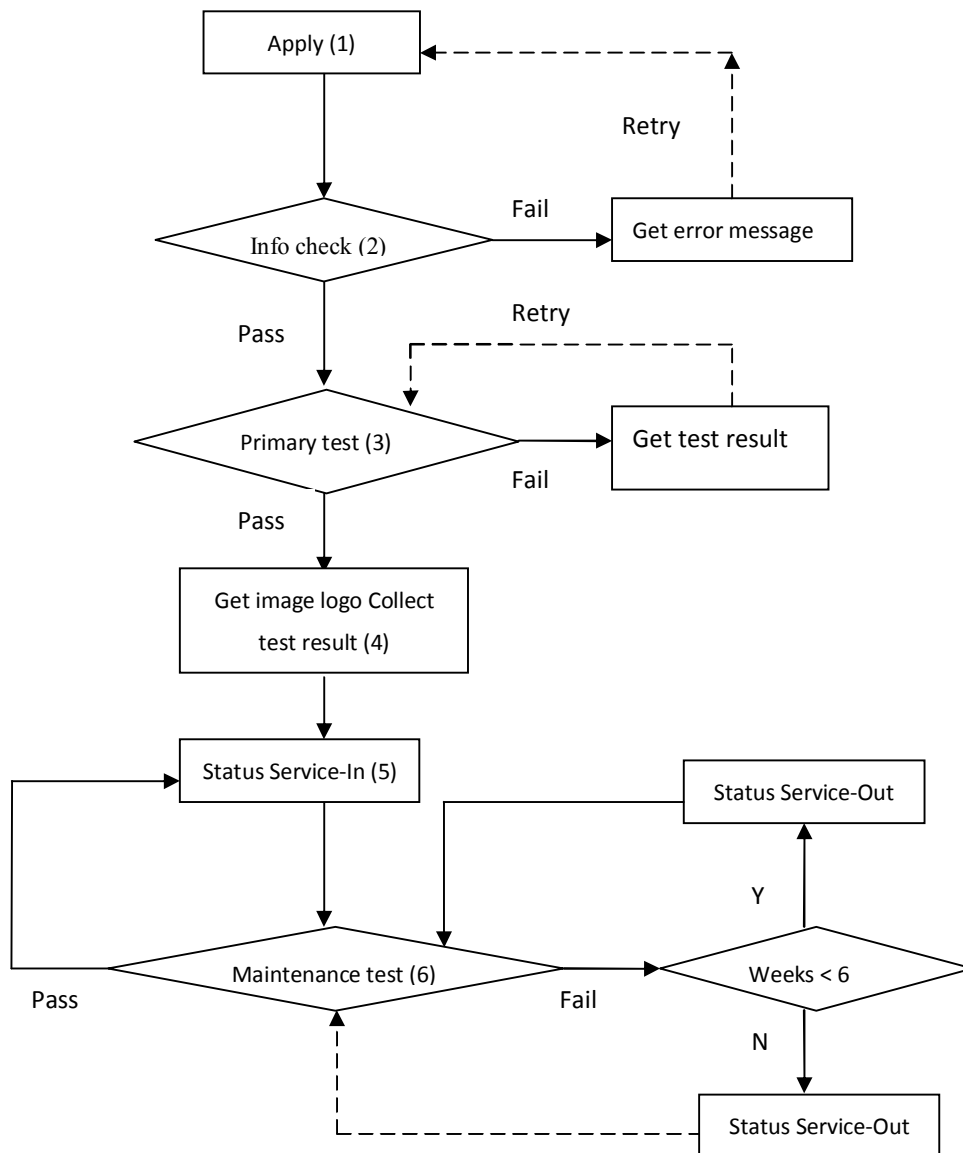 Apply (1)
Retry
Fail
Info check (2)
Get error message
Pass
Retry
Primary test (3)
Get test result
Fail
Pass
Get image logo Collect
test result (4)
Status Service-In (5)
Status Service-Out
Y
Maintenance test (6)
Weeks < 6
Pass
Fail
N
Status Service-Out